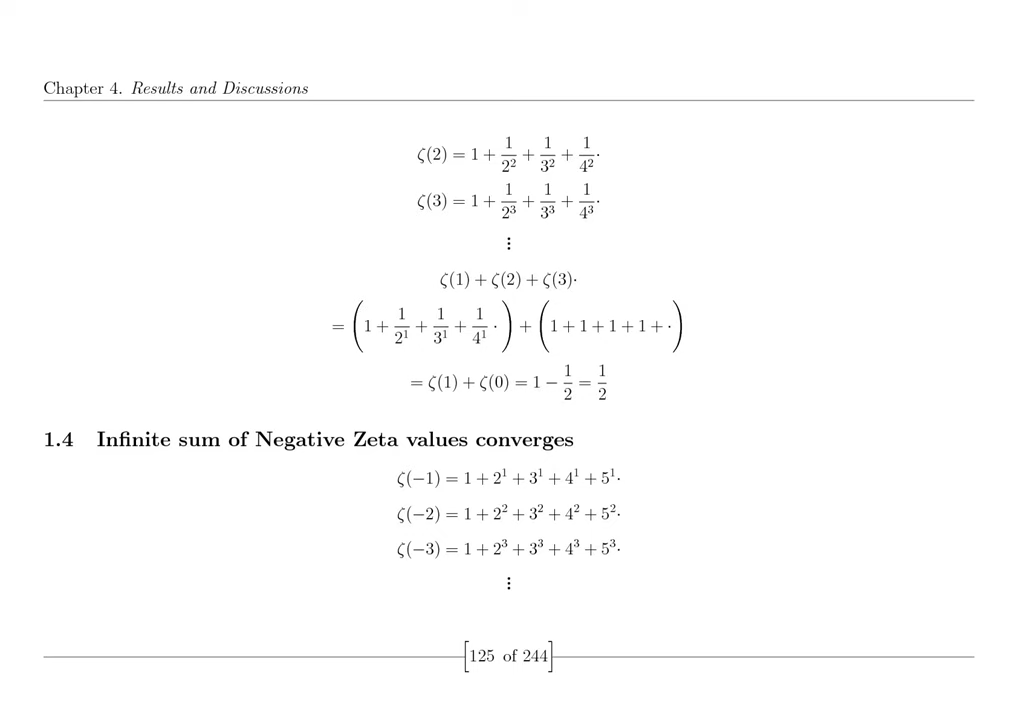 Chapter 4. Results and Discussions
ζ(2) = 1 + 1/2² + 1/3² + 1/4² ·
ζ(3) = 1 + 1/2³ + 1/3³ + 1/4³ ·
⋮
ζ(1) + ζ(2) + ζ(3)·
= (1 + 1/2¹ + 1/3¹ + 1/4¹ ·) + (1 + 1 + 1 + 1 + ·)
= ζ(1) + ζ(0) = 1 − 1/2 = 1/2
1.4 Infinite sum of Negative Zeta values converges
ζ(−1) = 1 + 2¹ + 3¹ + 4¹ + 5¹·
ζ(−2) = 1 + 2² + 3² + 4² + 5²·
ζ(−3) = 1 + 2³ + 3³ + 4³ + 5³·
⋮
[125 of 244]